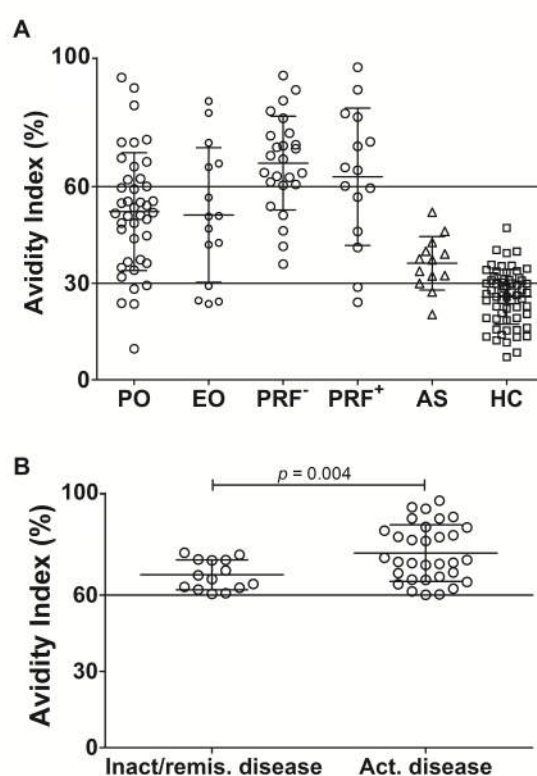 A
Avidity Index (%)
100
60
30
0
PO EO PRF⁻ PRF⁺ AS HC
B
p = 0.004
Avidity Index (%)
100
60
30
0
Inact/remis. disease Act. disease